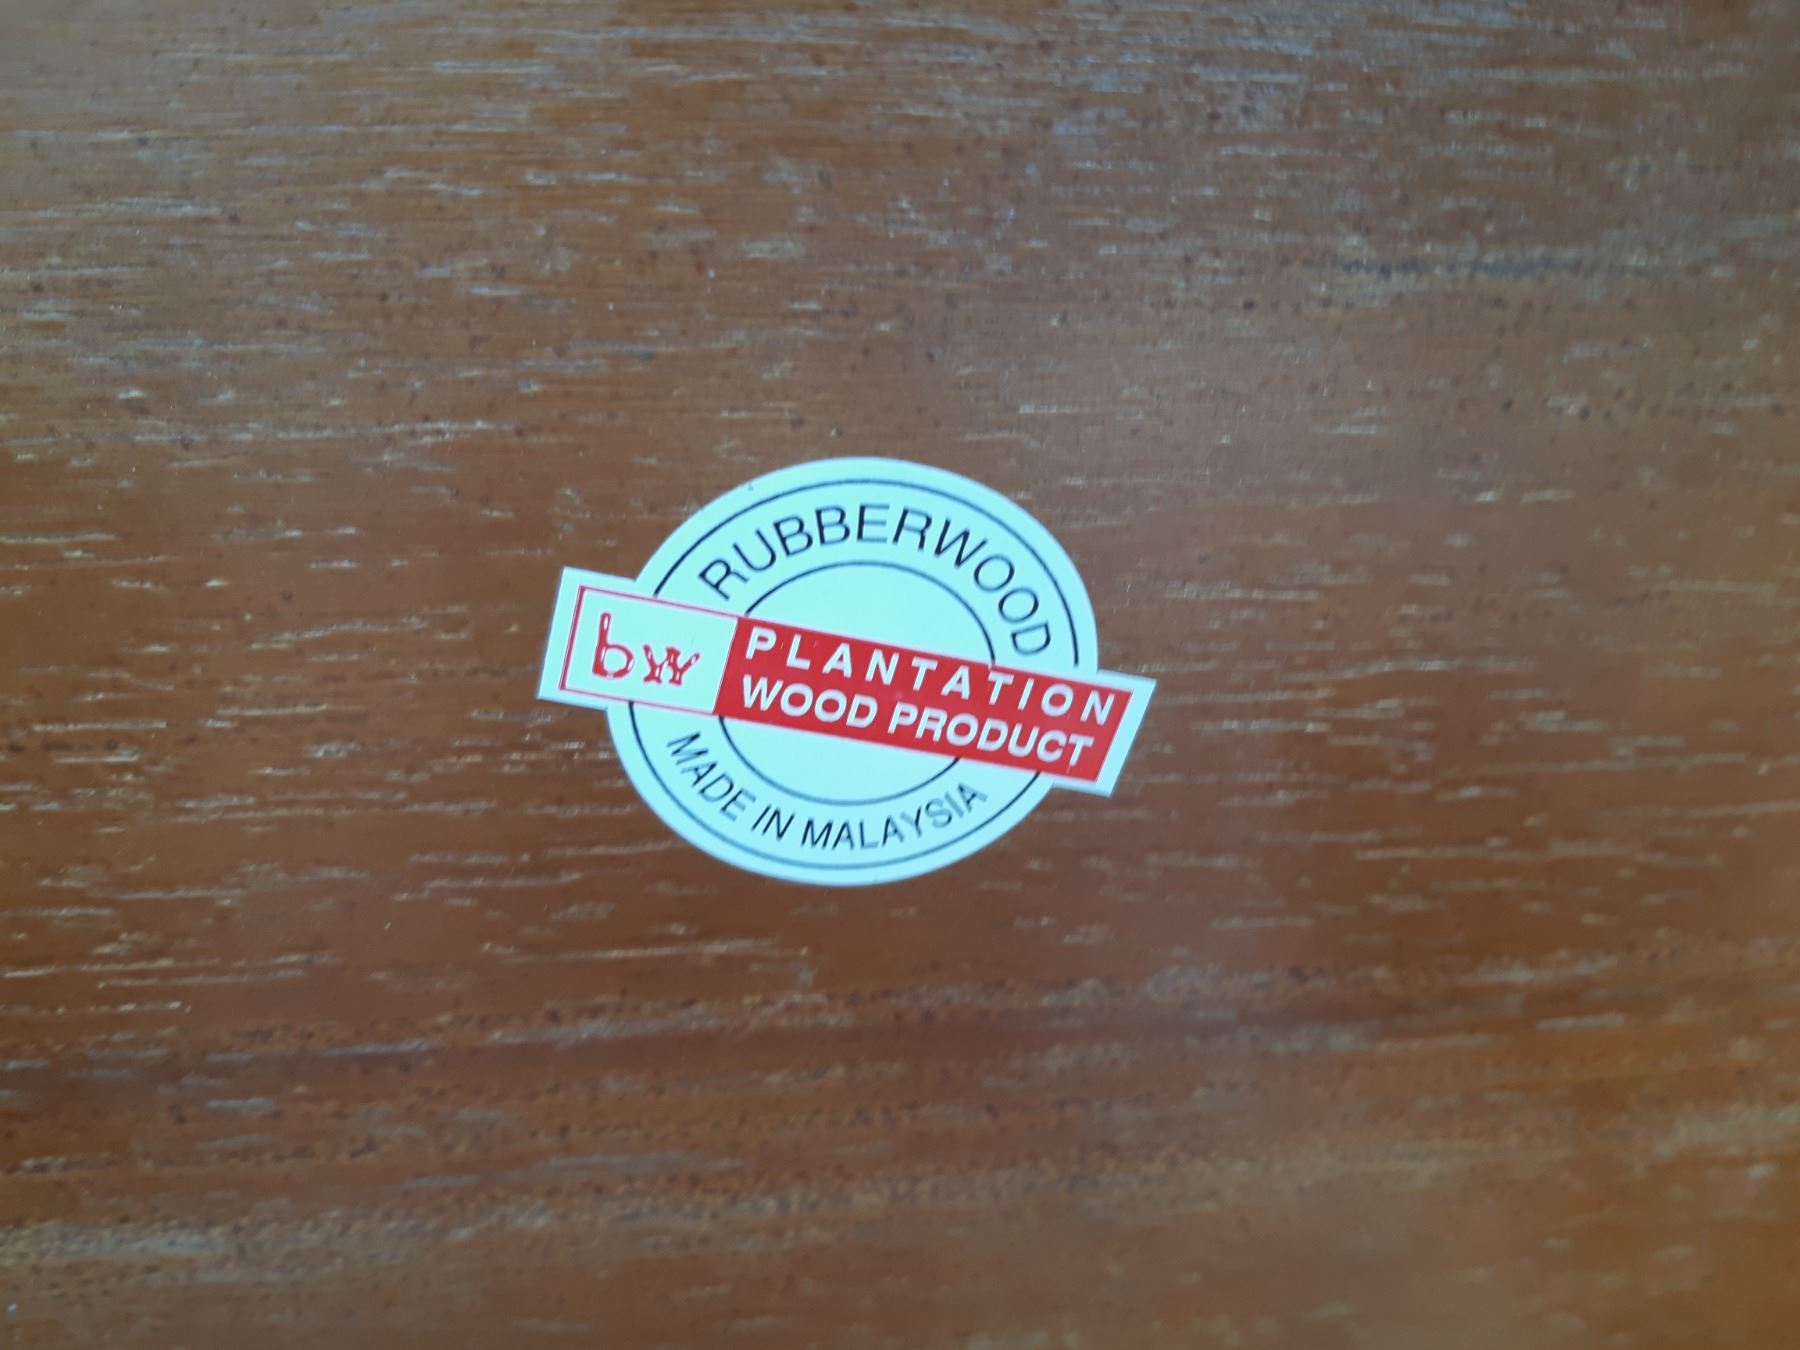 RUBBERWOOD
bw
PLANTATION
WOOD PRODUCT
MADE IN MALAYSIA